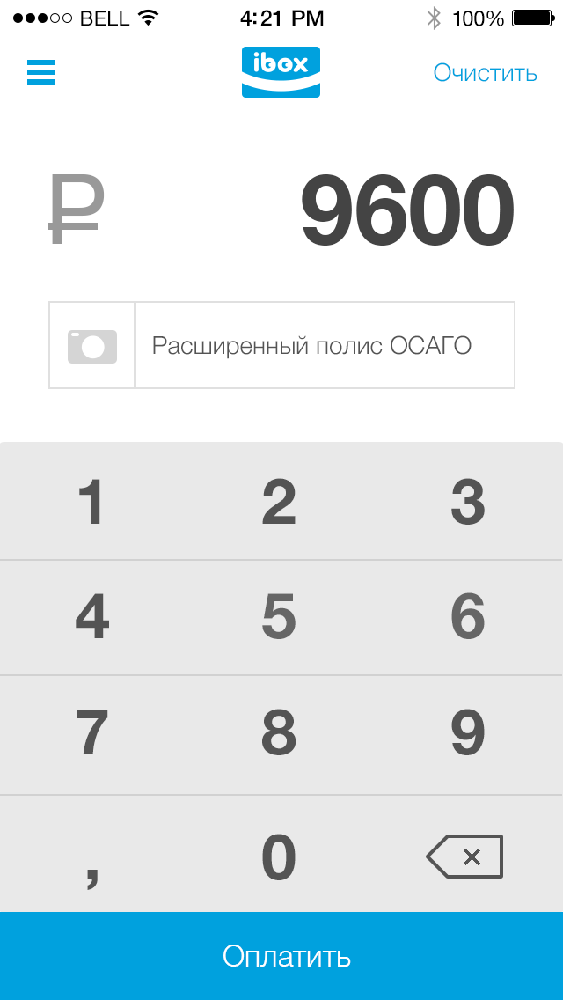 BELL 4:21 PM 100%
ibox
Очистить
₽ 9600
Расширенный полис ОСАГО
1 2 3
4 5 6
7 8 9
, 0
Оплатить